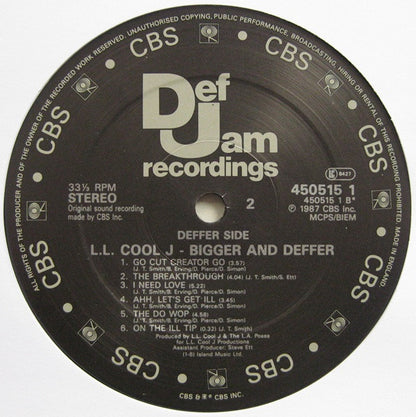 ALL RIGHTS OF THE PRODUCER AND OF THE OWNER OF THE RECORDED WORK RESERVED. UNAUTHORISED COPYING, PUBLIC PERFORMANCE, BROADCASTING, HIRING OR RENTAL OF THIS RECORDING PROHIBITED. MADE IN ENGLAND
CBS
CBS
CBS
CBS
CBS
CBS
CBS
CBS
Def
Jam
recordings
33⅓ RPM
STEREO
Original sound recording
made by CBS Inc.
2
6427
450515 1
450515 1 B*
℗ 1987 CBS Inc.
MCPS/BIEM
DEFFER SIDE
L.L. COOL J - BIGGER AND DEFFER
1. GO CUT CREATOR GO (3.57)
(J. T. Smith/B. Erving/D. Pierce/D. Simon)
2. THE BREAKTHROUGH (4.04) (J. T. Smith/S. Ett)
3. I NEED LOVE (5.22)
(J. T. Smith/B. Erving/D. Pierce/D. Simon)
4. AHH, LET'S GET ILL (3.45)
(J. T. Smith/B. Erving/D. Pierce/D. Simon)
5. THE DO WOP (4.58)
(J. T. Smith/B. Erving/D. Pierce/D. Simon)
6. ON THE ILL TIP (0.32) (J. T. Smith)
Produced by L.L. Cool J & The L.A. Posse
for L.L. Cool J Productions
Assistant Producer: Steve Ett
(1-6) Island Music Ltd.
CBS & ® CBS INC.